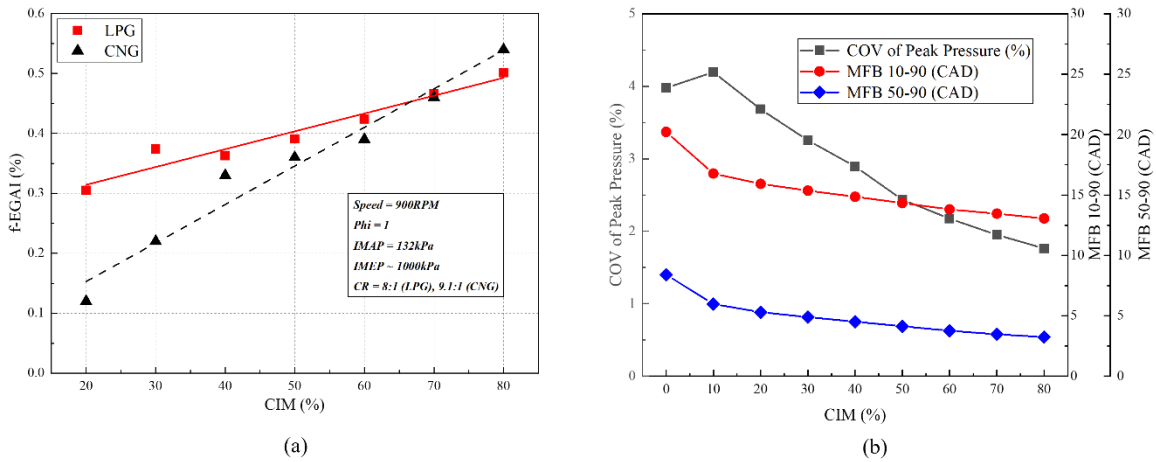 LPG
CNG
0.6
0.5
0.4
0.3
0.2
0.1
0.0
f-EGAI (%)
Speed = 900RPM
Phi = 1
IMAP = 132kPa
IMEP ~ 1000kPa
CR = 8:1 (LPG), 9.1:1 (CNG)
20 30 40 50 60 70 80
CIM (%)
(a)
COV of Peak Pressure (%)
MFB 10-90 (CAD)
MFB 50-90 (CAD)
5
4
3
2
1
0
COV of Peak Pressure (%)
30
25
20
15
10
5
0
MFB 10-90 (CAD)
30
25
20
15
10
5
0
MFB 50-90 (CAD)
0 10 20 30 40 50 60 70 80
CIM (%)
(b)